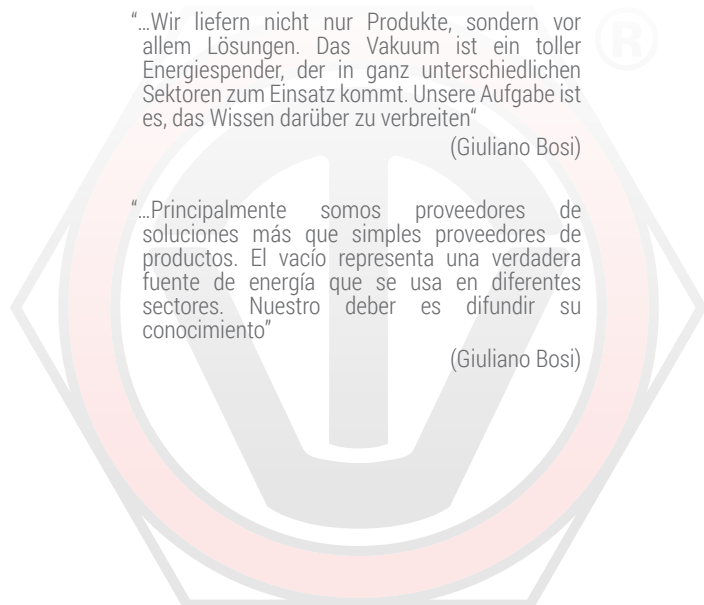 “…Wir liefern nicht nur Produkte, sondern vor
allem Lösungen. Das Vakuum ist ein toller
Energiespender, der in ganz unterschiedlichen
Sektoren zum Einsatz kommt. Unsere Aufgabe ist
es, das Wissen darüber zu verbreiten“
(Giuliano Bosi)
“…Principalmente somos proveedores de
soluciones más que simples proveedores de
productos. El vacío representa una verdadera
fuente de energía que se usa en diferentes
sectores. Nuestro deber es difundir su
conocimiento”
(Giuliano Bosi)
®